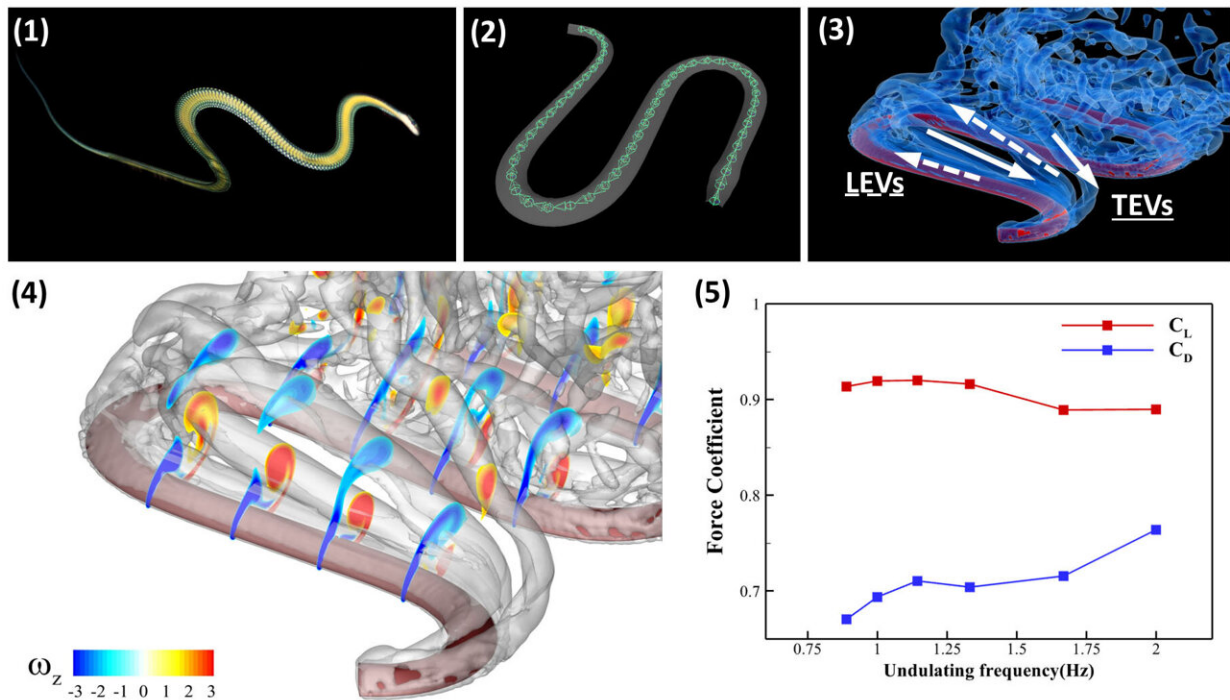 (1)
(2)
(3)
LEVs
TEVs
(4)
ω_z
-3 -2 -1 0 1 2 3
(5)
1
0.9
0.8
0.7
Force Coefficient
C_L
C_D
0.75 1 1.25 1.5 1.75 2
Undulating frequency(Hz)